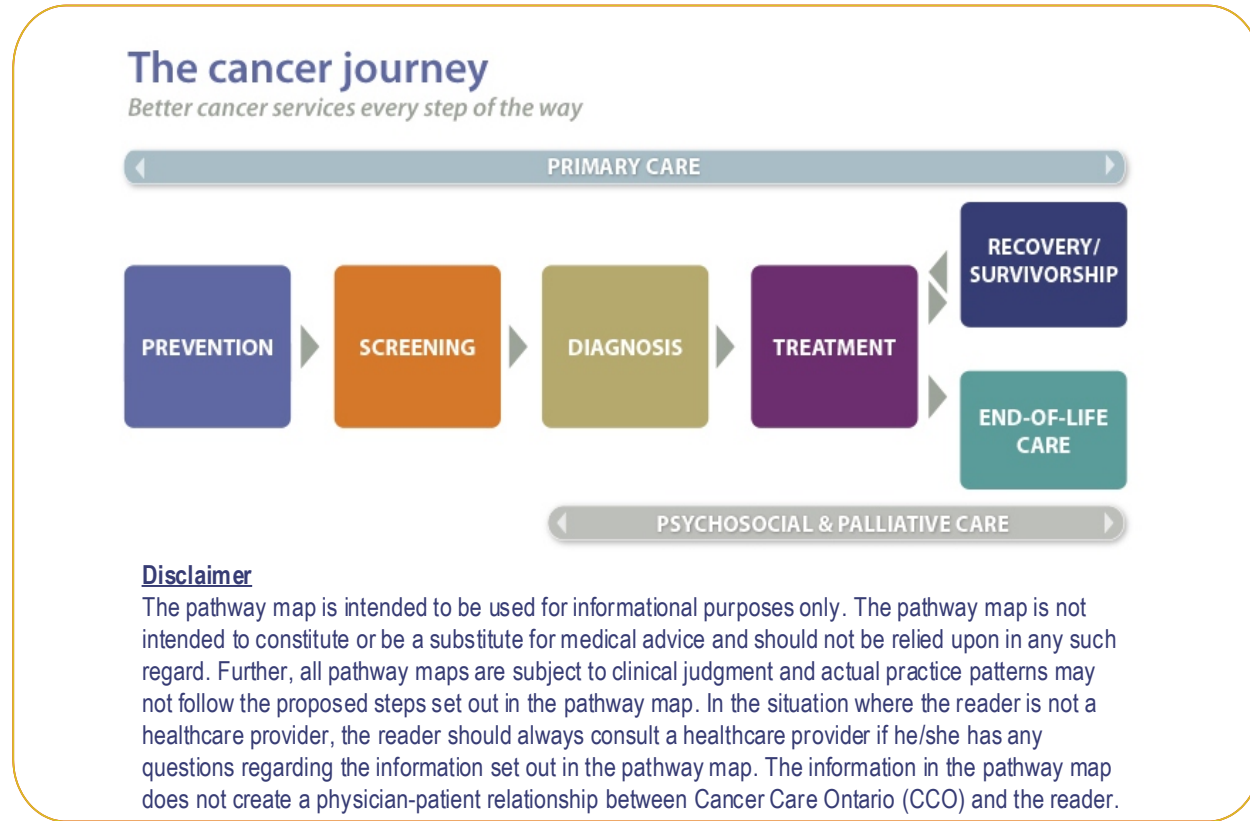 The cancer journey
Better cancer services every step of the way
PRIMARY CARE
PREVENTION
SCREENING
DIAGNOSIS
TREATMENT
RECOVERY/
SURVIVORSHIP
END-OF-LIFE
CARE
PSYCHOSOCIAL & PALLIATIVE CARE
Disclaimer
The pathway map is intended to be used for informational purposes only. The pathway map is not
intended to constitute or be a substitute for medical advice and should not be relied upon in any such
regard. Further, all pathway maps are subject to clinical judgment and actual practice patterns may
not follow the proposed steps set out in the pathway map. In the situation where the reader is not a
healthcare provider, the reader should always consult a healthcare provider if he/she has any
questions regarding the information set out in the pathway map. The information in the pathway map
does not create a physician-patient relationship between Cancer Care Ontario (CCO) and the reader.